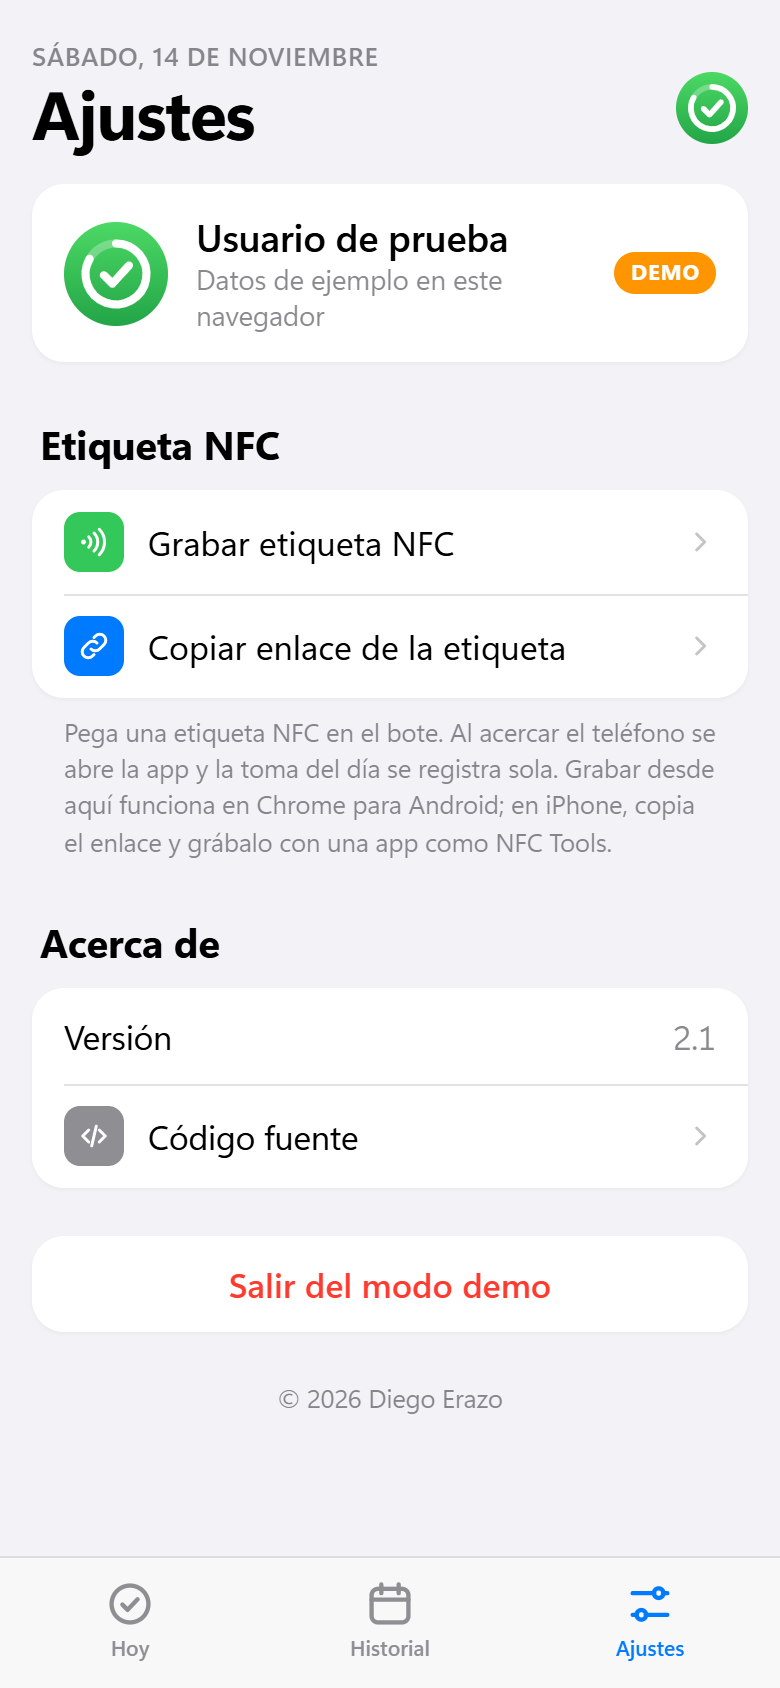 SÁBADO, 14 DE NOVIEMBRE
Ajustes
Usuario de prueba
Datos de ejemplo en este
navegador
DEMO
Etiqueta NFC
Grabar etiqueta NFC
Copiar enlace de la etiqueta
Pega una etiqueta NFC en el bote. Al acercar el teléfono se
abre la app y la toma del día se registra sola. Grabar desde
aquí funciona en Chrome para Android; en iPhone, copia
el enlace y grábalo con una app como NFC Tools.
Acerca de
Versión 2.1
Código fuente
Salir del modo demo
© 2026 Diego Erazo
Hoy Historial Ajustes